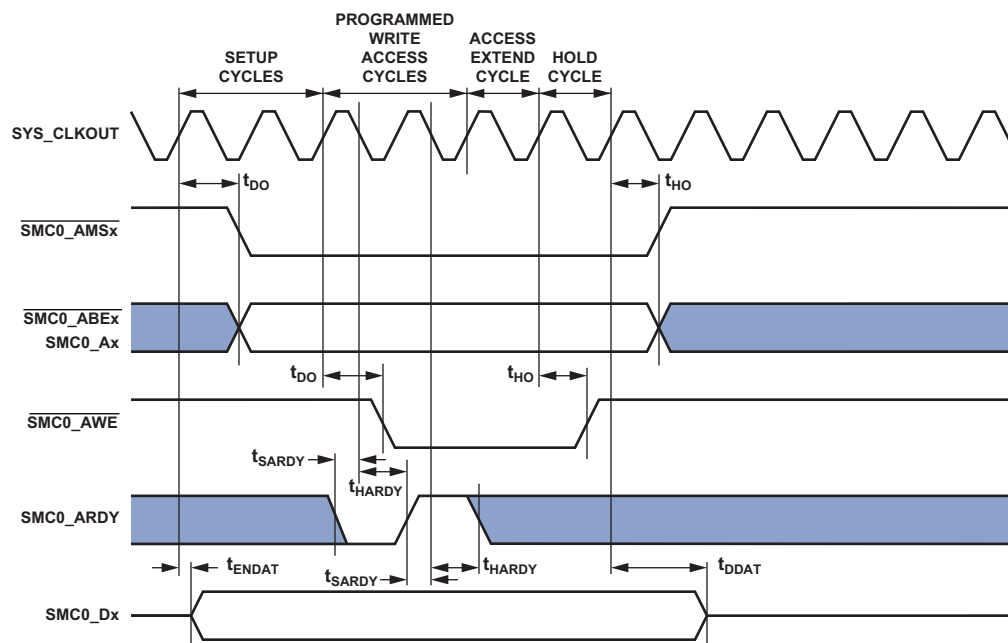 SETUP
CYCLES
PROGRAMMED
WRITE
ACCESS
CYCLES
ACCESS
EXTEND
CYCLE
HOLD
CYCLE
SYS_CLKOUT
tDO
tHO
SMC0_AMSx
SMC0_ABEx
SMC0_Ax
tDO
tHO
SMC0_AWE
tSARDY
tHARDY
SMC0_ARDY
tENDAT
tSARDY
tHARDY
tDDAT
SMC0_Dx